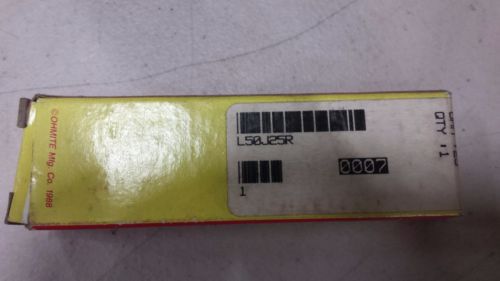 ©OHMITE Mfg. Co. 1988
L50J25R
0007
1
QTY :1